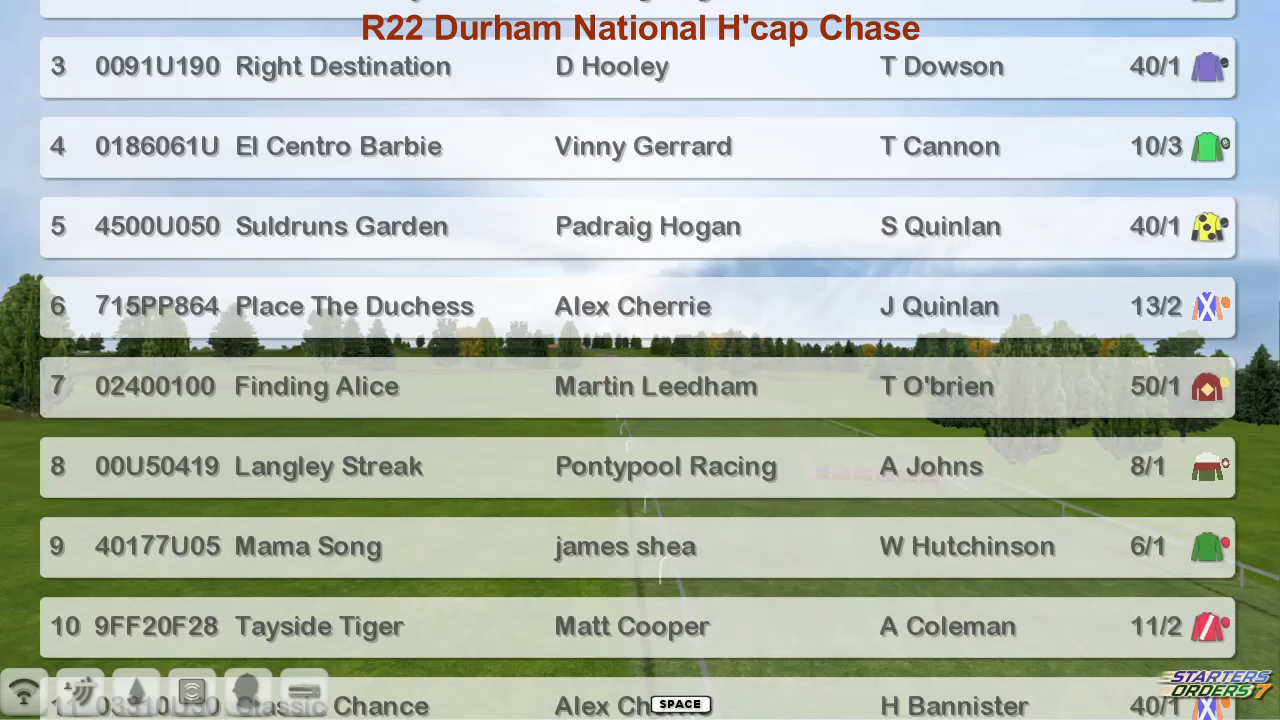 R22 Durham National H'cap Chase
3 0091U190 Right Destination D Hooley T Dowson 40/1
4 0186061U El Centro Barbie Vinny Gerrard T Cannon 10/3
5 4500U050 Suldruns Garden Padraig Hogan S Quinlan 40/1
6 715PP864 Place The Duchess Alex Cherrie J Quinlan 13/2
7 02400100 Finding Alice Martin Leedham T O'brien 50/1
8 00U50419 Langley Streak Pontypool Racing A Johns 8/1
9 40177U05 Mama Song james shea W Hutchinson 6/1
10 9FF20F28 Tayside Tiger Matt Cooper A Coleman 11/2
11 Classic Chance Alex H Bannister 40/1
SPACE
STARTERS ORDERS 7